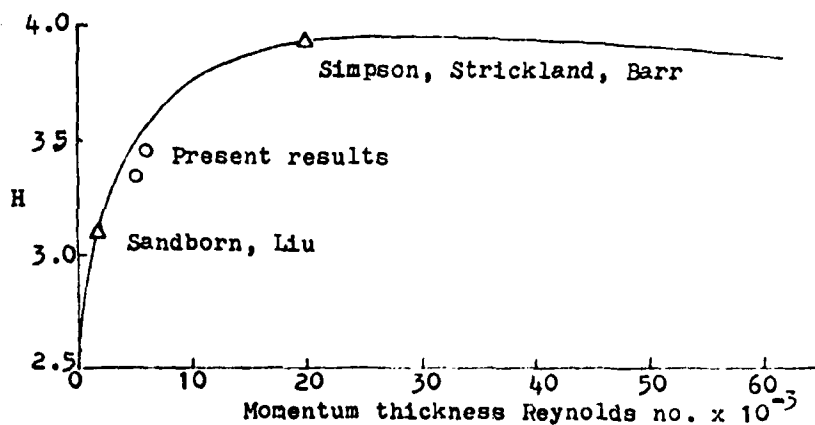 4.0
Simpson, Strickland, Barr
3.5
Present results
H
Sandborn, Liu
3.0
2.5
0 10 20 30 40 50 60
Momentum thickness Reynolds no. x 10⁻³